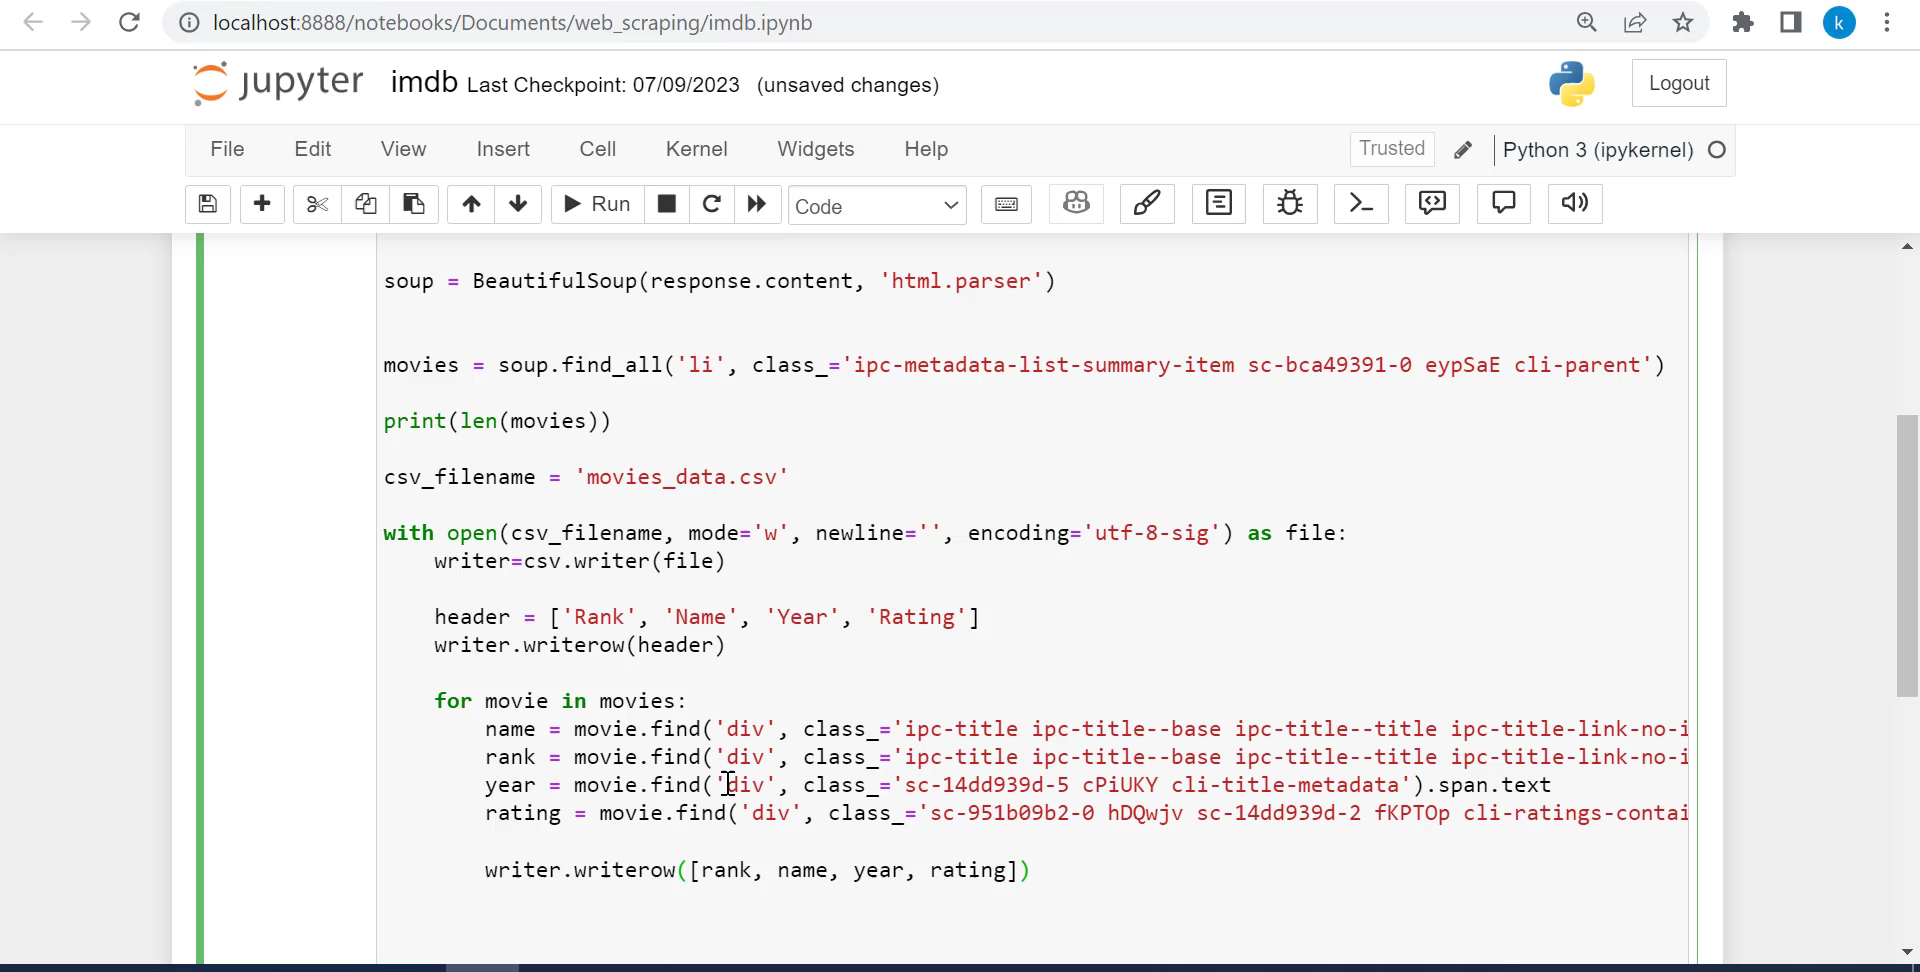 localhost:8888/notebooks/Documents/web_scraping/imdb.ipynb
k
jupyter imdb Last Checkpoint: 07/09/2023 (unsaved changes)
Logout
File Edit View Insert Cell Kernel Widgets Help Trusted Python 3 (ipykernel)
Run Code
soup = BeautifulSoup(response.content, 'html.parser')
movies = soup.find_all('li', class_='ipc-metadata-list-summary-item sc-bca49391-0 eypSaE cli-parent')
print(len(movies))
csv_filename = 'movies_data.csv'
with open(csv_filename, mode='w', newline='', encoding='utf-8-sig') as file:
    writer=csv.writer(file)
    header = ['Rank', 'Name', 'Year', 'Rating']
    writer.writerow(header)
    for movie in movies:
        name = movie.find('div', class_='ipc-title ipc-title--base ipc-title--title ipc-title-link-no-i
        rank = movie.find('div', class_='ipc-title ipc-title--base ipc-title--title ipc-title-link-no-i
        year = movie.find('div', class_='sc-14dd939d-5 cPiUKY cli-title-metadata').span.text
        rating = movie.find('div', class_='sc-951b09b2-0 hDQwjv sc-14dd939d-2 fKPTOp cli-ratings-contai
        writer.writerow([rank, name, year, rating])